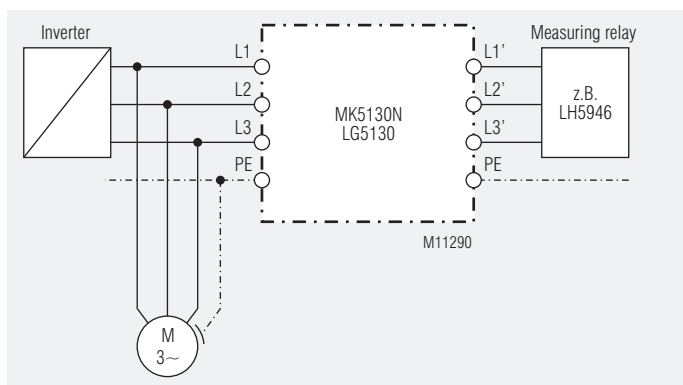 Inverter
Measuring relay
L1
L1’
L2
L2’
L3
L3’
PE
PE
MK5130N
LG5130
z.B.
LH5946
M11290
M
3~